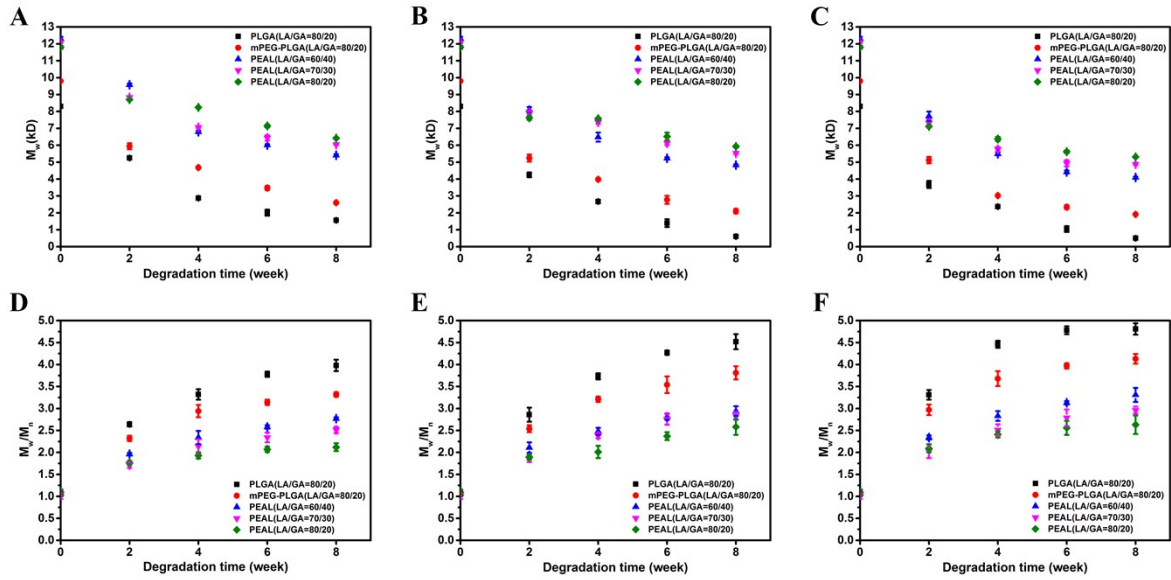 A
13
12
11
10
9
8
7
6
5
4
3
2
1
0
M_w(kD)
PLGA(LA/GA=80/20)
mPEG-PLGA(LA/GA=80/20)
PEAL(LA/GA=60/40)
PEAL(LA/GA=70/30)
PEAL(LA/GA=80/20)
0 2 4 6 8
Degradation time (week)
B
13
12
11
10
9
8
7
6
5
4
3
2
1
0
M_w(kD)
PLGA(LA/GA=80/20)
mPEG-PLGA(LA/GA=80/20)
PEAL(LA/GA=60/40)
PEAL(LA/GA=70/30)
PEAL(LA/GA=80/20)
0 2 4 6 8
Degradation time (week)
C
13
12
11
10
9
8
7
6
5
4
3
2
1
0
M_w(kD)
PLGA(LA/GA=80/20)
mPEG-PLGA(LA/GA=80/20)
PEAL(LA/GA=60/40)
PEAL(LA/GA=70/30)
PEAL(LA/GA=80/20)
0 2 4 6 8
Degradation time (week)
D
5.0
4.5
4.0
3.5
3.0
2.5
2.0
1.5
1.0
0.5
0.0
M_w/M_n
PLGA(LA/GA=80/20)
mPEG-PLGA(LA/GA=80/20)
PEAL(LA/GA=60/40)
PEAL(LA/GA=70/30)
PEAL(LA/GA=80/20)
0 2 4 6 8
Degradation time (week)
E
5.0
4.5
4.0
3.5
3.0
2.5
2.0
1.5
1.0
0.5
0.0
M_w/M_n
PLGA(LA/GA=80/20)
mPEG-PLGA(LA/GA=80/20)
PEAL(LA/GA=60/40)
PEAL(LA/GA=70/30)
PEAL(LA/GA=80/20)
0 2 4 6 8
Degradation time (week)
F
5.0
4.5
4.0
3.5
3.0
2.5
2.0
1.5
1.0
0.5
0.0
M_w/M_n
PLGA(LA/GA=80/20)
mPEG-PLGA(LA/GA=80/20)
PEAL(LA/GA=60/40)
PEAL(LA/GA=70/30)
PEAL(LA/GA=80/20)
0 2 4 6 8
Degradation time (week)